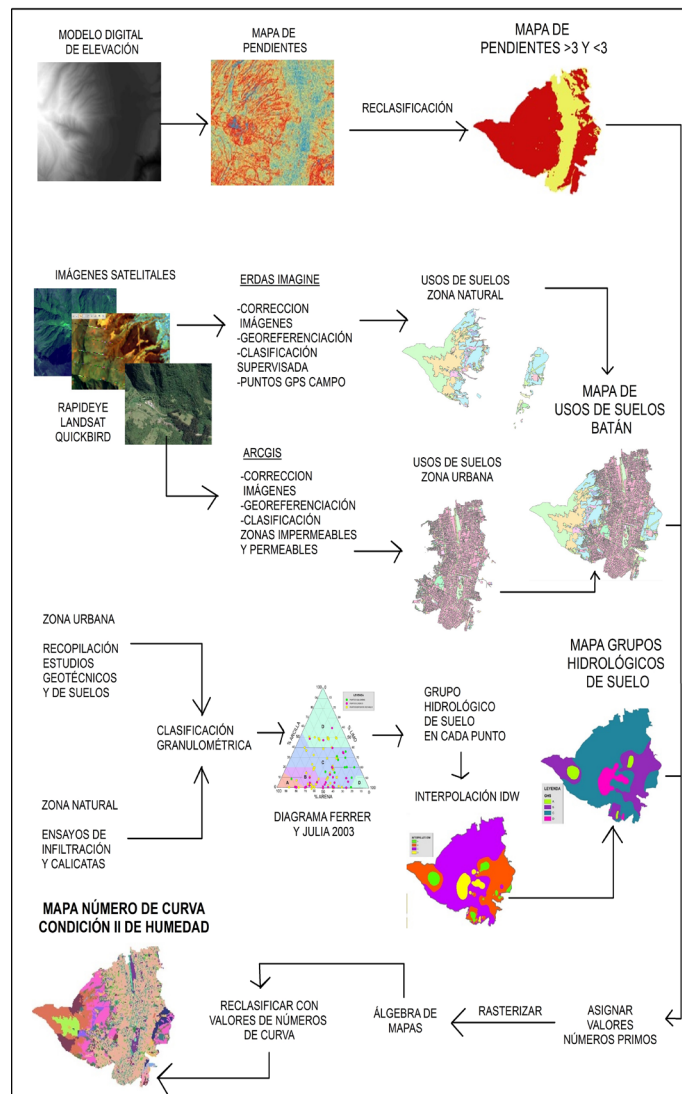 MODELO DIGITAL
DE ELEVACIÓN
MAPA DE
PENDIENTES
MAPA DE
PENDIENTES >3 Y <3
RECLASIFICACIÓN
IMÁGENES SATELITALES
RAPIDEYE
LANDSAT
QUICKBIRD
ERDAS IMAGINE
-CORRECCION
IMÁGENES
-GEOREFERENCIACIÓN
-CLASIFICACIÓN
SUPERVISADA
-PUNTOS GPS CAMPO
USOS DE SUELOS
ZONA NATURAL
MAPA DE
USOS DE SUELOS
BATÁN
ARCGIS
-CORRECCION
IMÁGENES
-GEOREFERENCIACIÓN
-CLASIFICACIÓN
ZONAS IMPERMEABLES
Y PERMEABLES
USOS DE SUELOS
ZONA URBANA
ZONA URBANA
RECOPILACIÓN
ESTUDIOS
GEOTÉCNICOS
Y DE SUELOS
CLASIFICACIÓN
GRANULOMÉTRICA
ZONA NATURAL
ENSAYOS DE
INFILTRACIÓN
Y CALICATAS
% ARCILLA
% LIMO
% ARENA
D
C
B
A
D
DIAGRAMA FERRER
Y JULIA 2003
GRUPO
HIDROLÓGICO
DE SUELO
EN CADA PUNTO
INTERPOLACIÓN IDW
MAPA GRUPOS
HIDROLÓGICOS
DE SUELO
LEYENDA
GHS
MAPA NÚMERO DE CURVA
CONDICIÓN II DE HUMEDAD
RECLASIFICAR CON
VALORES DE NÚMEROS
DE CURVA
ÁLGEBRA DE
MAPAS
RASTERIZAR
ASIGNAR
VALORES
NÚMEROS PRIMOS